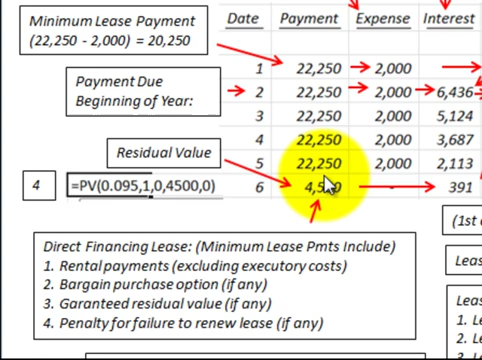 Minimum Lease Payment
(22,250 - 2,000) = 20,250
Date Payment Expense Interest
1 22,250 2,000
Payment Due
Beginning of Year:
2 22,250 2,000 6,436
3 22,250 2,000 5,124
4 22,250 2,000 3,687
Residual Value
5 22,250 2,000 2,113
4 =PV(0.095,1,0,4500,0) 6 - 391
(1st
Direct Financing Lease: (Minimum Lease Pmts Include)
1. Rental payments (excluding executory costs)
2. Bargain purchase option (if any)
3. Garanteed residual value (if any)
4. Penalty for failure to renew lease (if any)
Leas
Leas
1. Le
2. Le